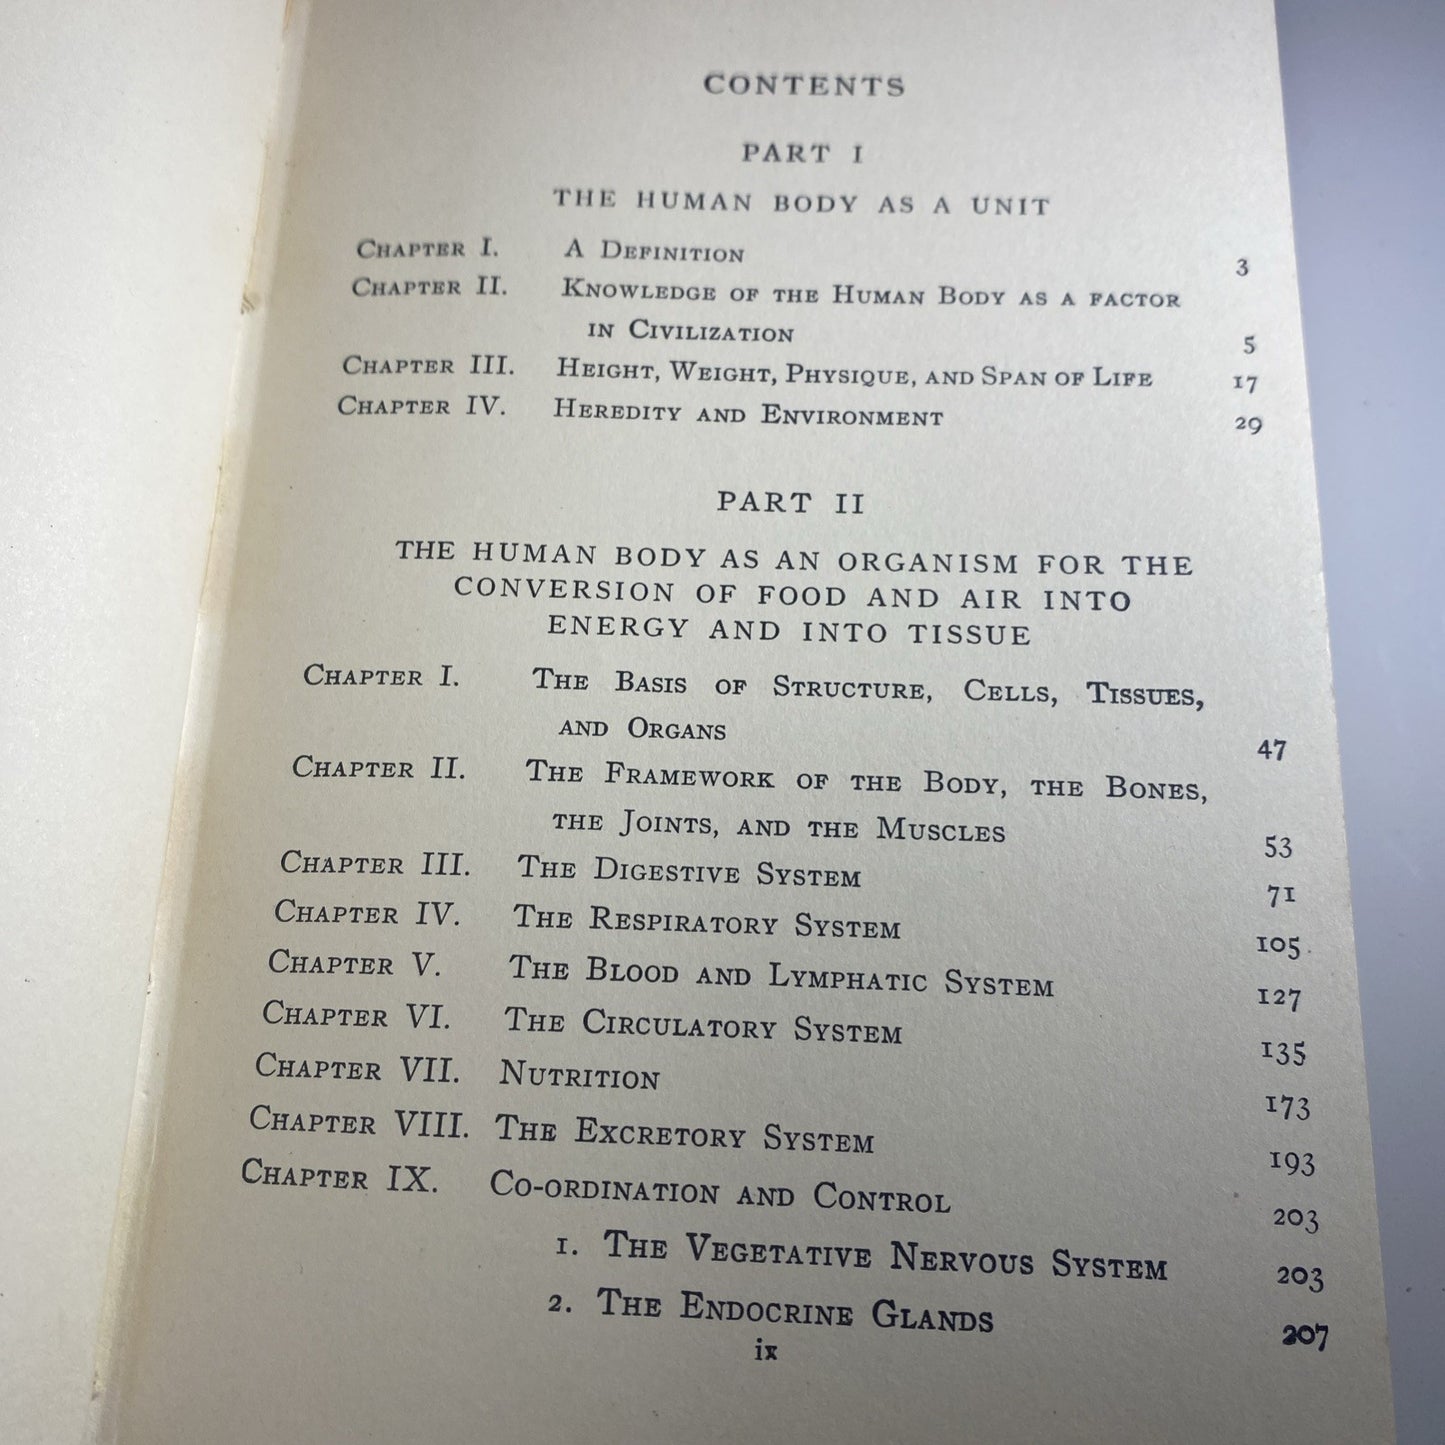 CONTENTS
PART I
THE HUMAN BODY AS A UNIT
CHAPTER I. A DEFINITION 3
CHAPTER II. KNOWLEDGE OF THE HUMAN BODY AS A FACTOR
IN CIVILIZATION 5
CHAPTER III. HEIGHT, WEIGHT, PHYSIQUE, AND SPAN OF LIFE 17
CHAPTER IV. HEREDITY AND ENVIRONMENT 29
PART II
THE HUMAN BODY AS AN ORGANISM FOR THE
CONVERSION OF FOOD AND AIR INTO
ENERGY AND INTO TISSUE
CHAPTER I. THE BASIS OF STRUCTURE, CELLS, TISSUES,
AND ORGANS 47
CHAPTER II. THE FRAMEWORK OF THE BODY, THE BONES,
THE JOINTS, AND THE MUSCLES 53
CHAPTER III. THE DIGESTIVE SYSTEM 71
CHAPTER IV. THE RESPIRATORY SYSTEM 105
CHAPTER V. THE BLOOD AND LYMPHATIC SYSTEM 127
CHAPTER VI. THE CIRCULATORY SYSTEM 135
CHAPTER VII. NUTRITION 173
CHAPTER VIII. THE EXCRETORY SYSTEM 193
CHAPTER IX. CO-ORDINATION AND CONTROL 203
1. THE VEGETATIVE NERVOUS SYSTEM 203
2. THE ENDOCRINE GLANDS 207
ix